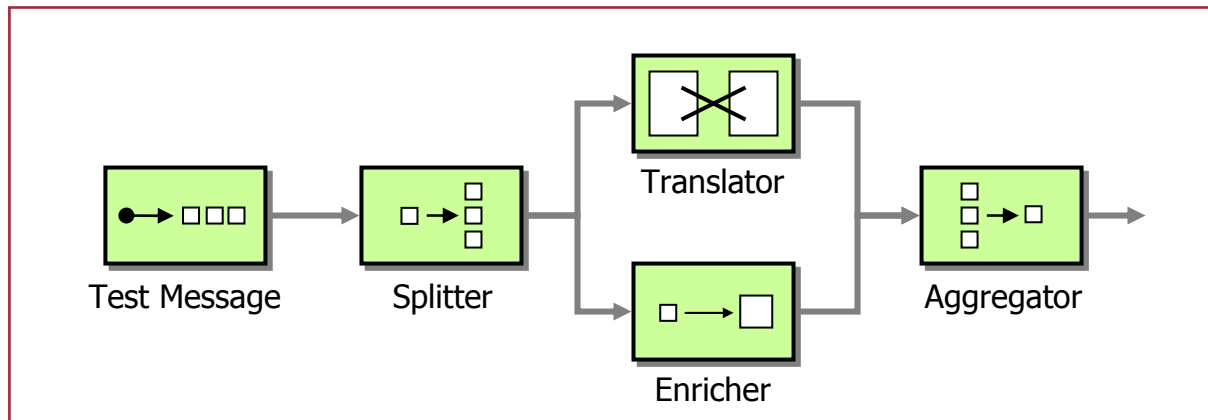 Translator
Test Message
Splitter
Aggregator
Enricher